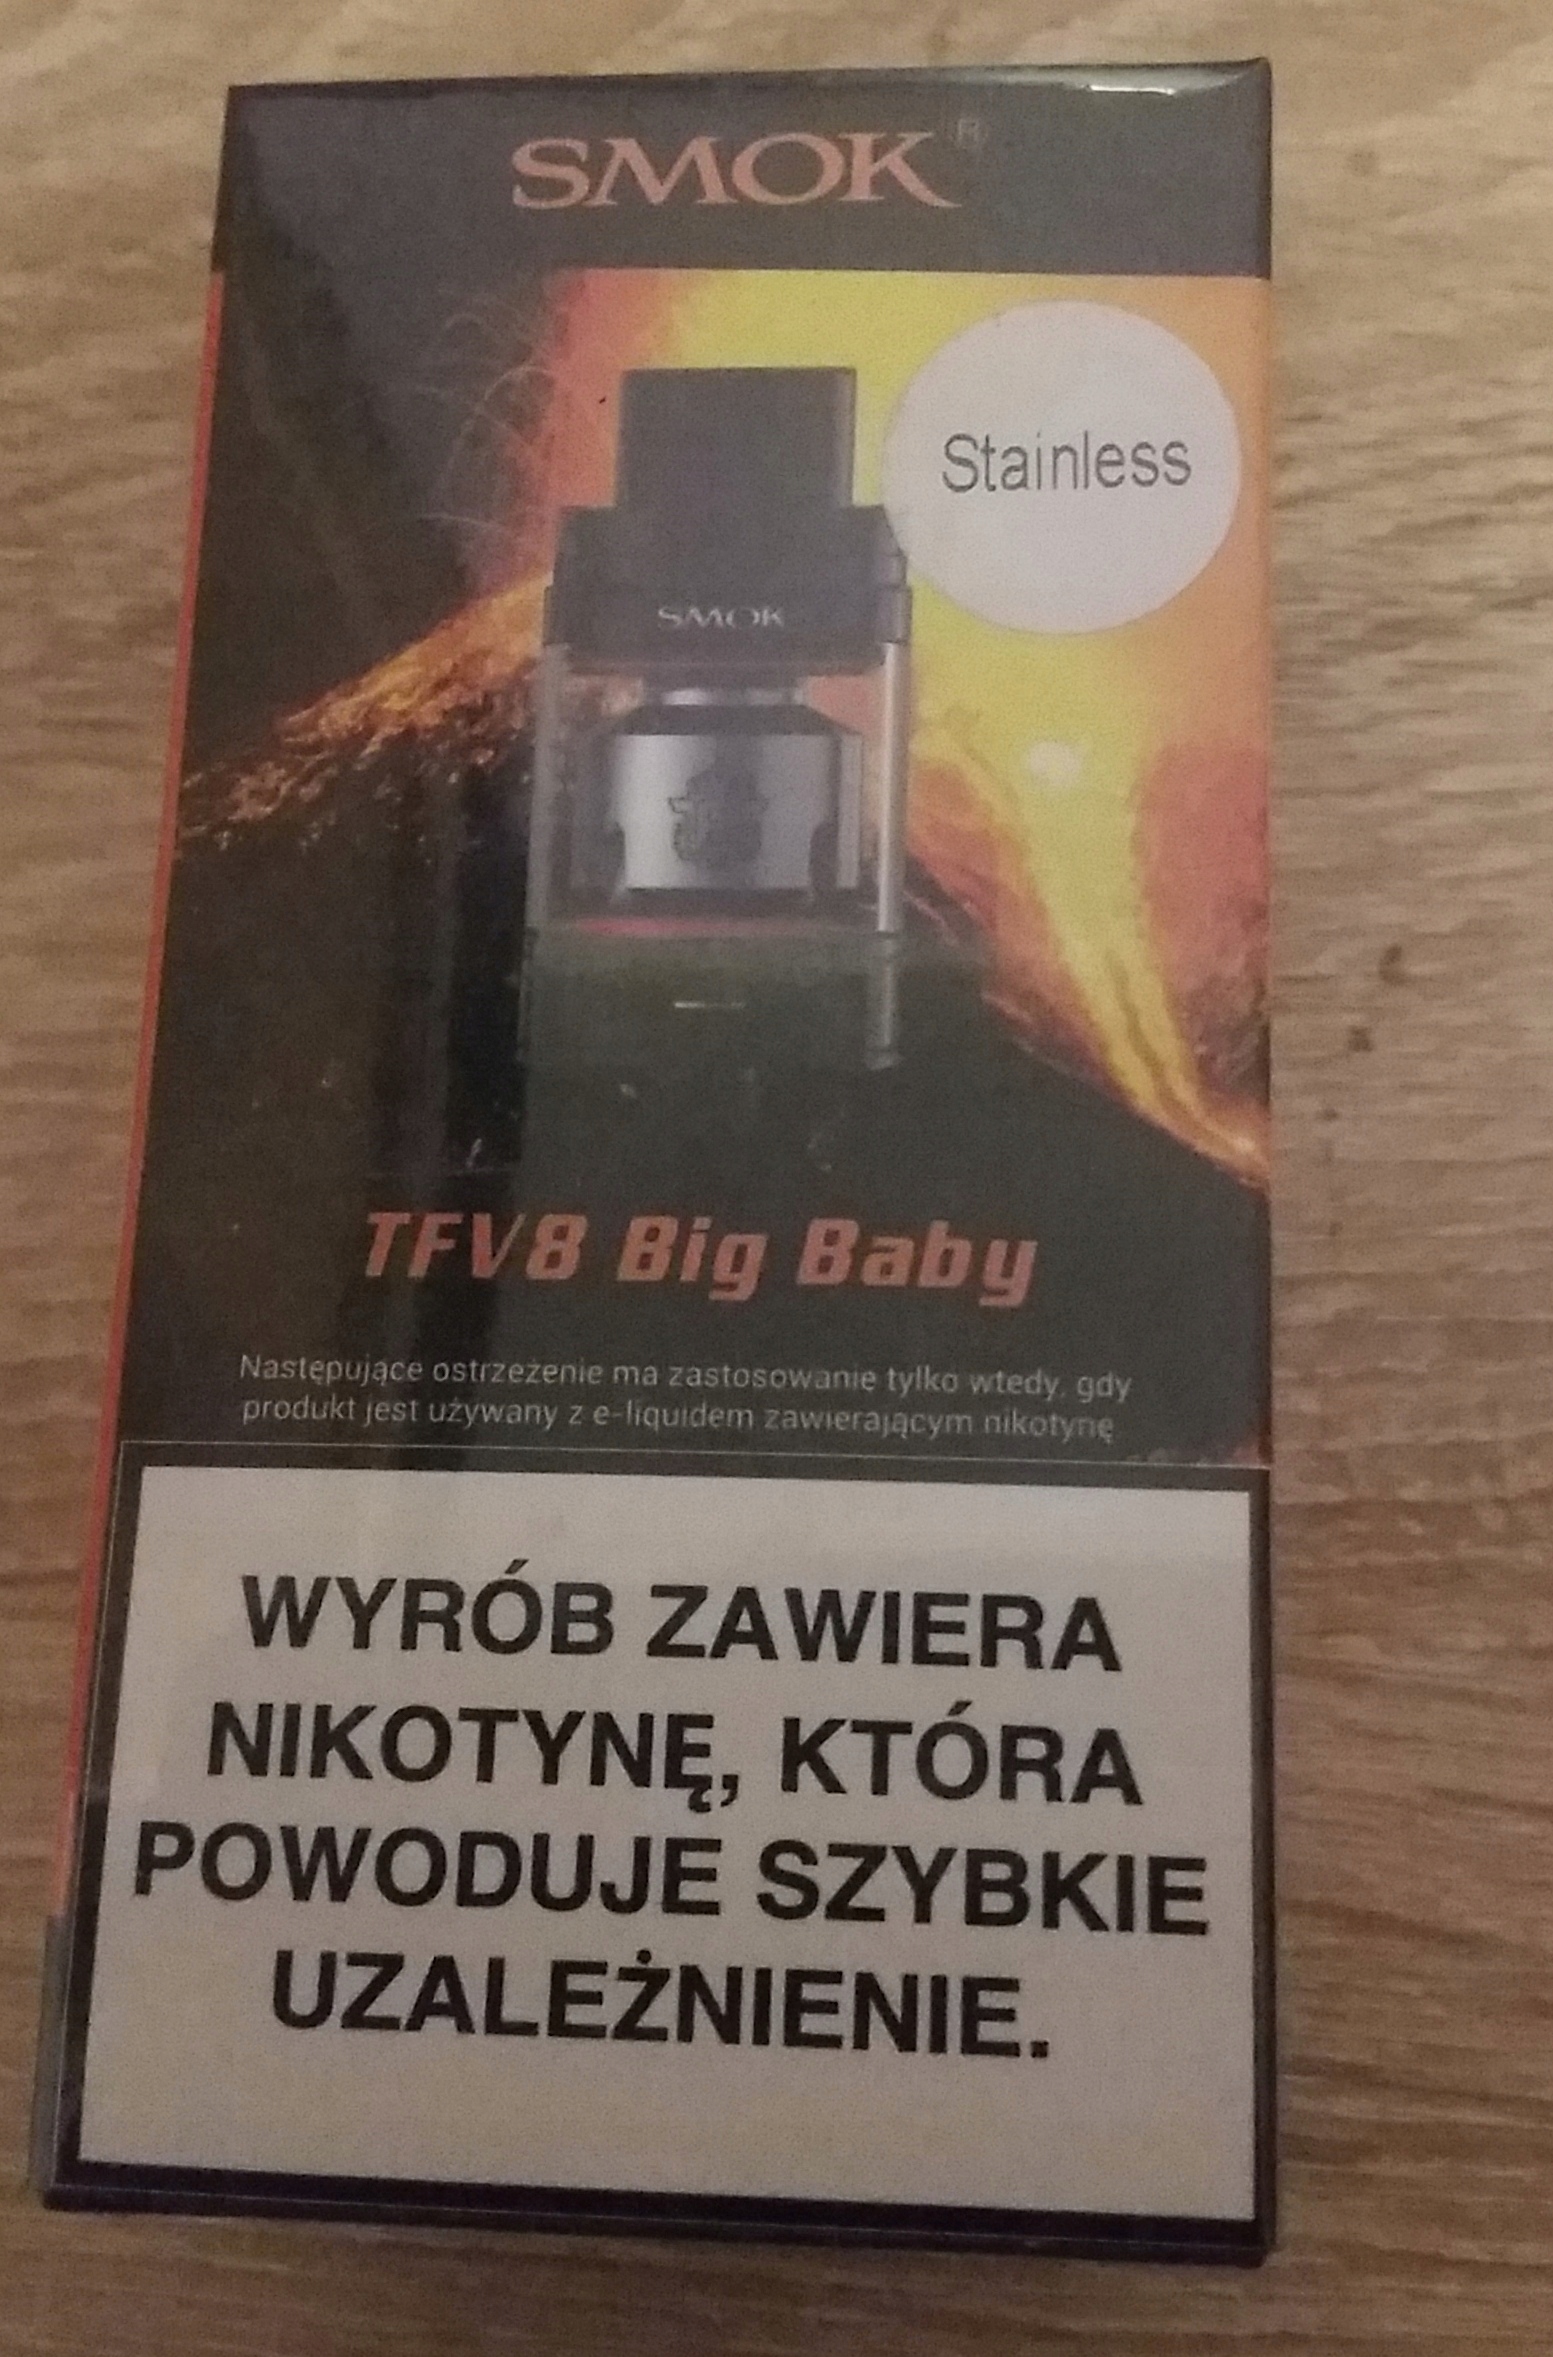 SMOK®
Stainless
SMOK
TFV8 Big Baby
Następujące ostrzeżenie ma zastosowanie tylko wtedy, gdy
produkt jest używany z e-liquidem zawierającym nikotynę
WYRÓB ZAWIERA
NIKOTYNĘ, KTÓRA
POWODUJE SZYBKIE
UZALEŻNIENIE.